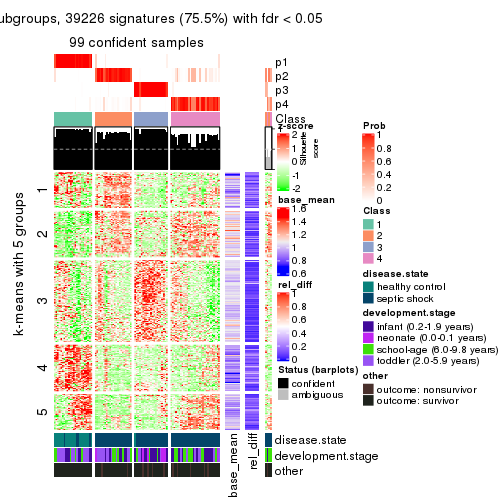 ubgroups, 39226 signatures (75.5%) with fdr < 0.05
99 confident samples
p1
p2
p3
p4
Class
z-score
2
1
0
-1
-2
Silhouette
score
base_mean
1.6
1.4
1.2
1
0.8
0.6
rel_diff
1
0.8
0.6
0.4
0.2
0
Status (barplots)
confident
ambiguous
Prob
1
0.8
0.6
0.4
0.2
0
Class
1
2
3
4
disease.state
healthy control
septic shock
development.stage
infant (0.2-1.9 years)
neonate (0.0-0.1 years)
school-age (6.0-9.8 years)
toddler (2.0-5.9 years)
other
outcome: nonsurvivor
outcome: survivor
k-means with 5 groups
1
2
3
4
5
disease.state
development.stage
other
base_mean
rel_diff